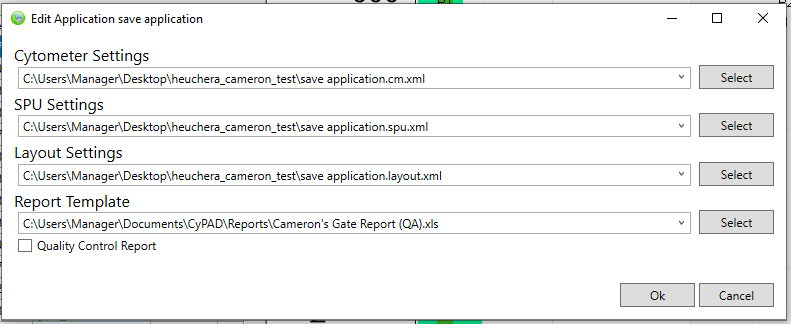 Edit Application save application
Cytometer Settings
C:\Users\Manager\Desktop\heuchera_cameron_test\save application.cm.xml
Select
SPU Settings
C:\Users\Manager\Desktop\heuchera_cameron_test\save application.spu.xml
Select
Layout Settings
C:\Users\Manager\Desktop\heuchera_cameron_test\save application.layout.xml
Select
Report Template
C:\Users\Manager\Documents\CyPAD\Reports\Cameron's Gate Report (QA).xls
Select
Quality Control Report
Ok
Cancel